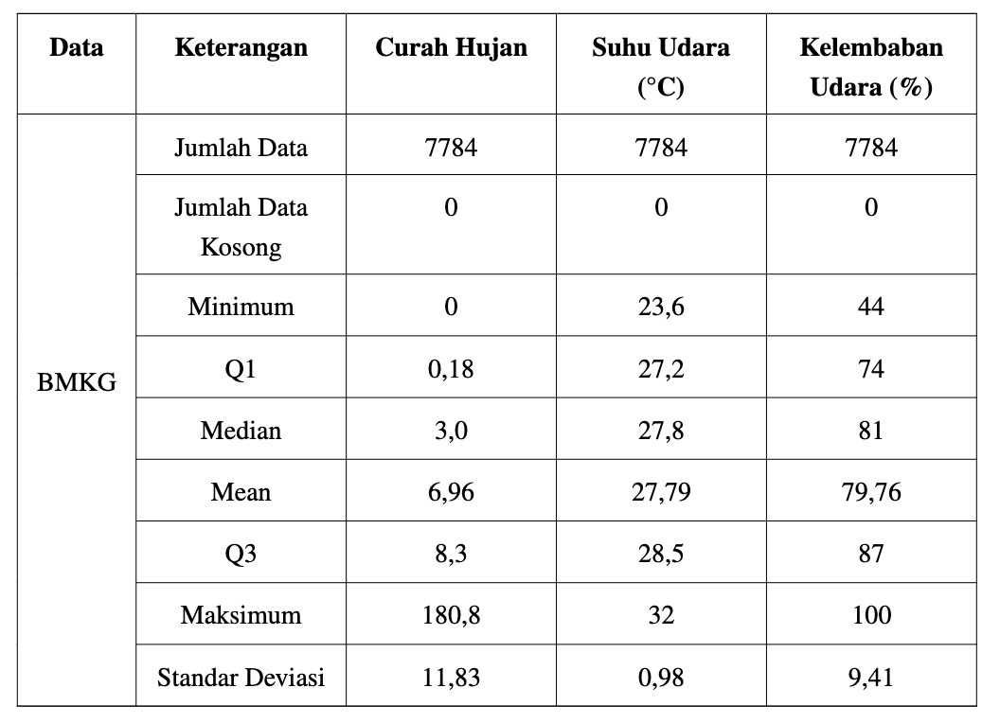 Data Keterangan Curah Hujan Suhu Udara (°C) Kelembaban Udara (%)
BMKG
Jumlah Data 7784 7784 7784
Jumlah Data Kosong 0 0 0
Minimum 0 23,6 44
Q1 0,18 27,2 74
Median 3,0 27,8 81
Mean 6,96 27,79 79,76
Q3 8,3 28,5 87
Maksimum 180,8 32 100
Standar Deviasi 11,83 0,98 9,41